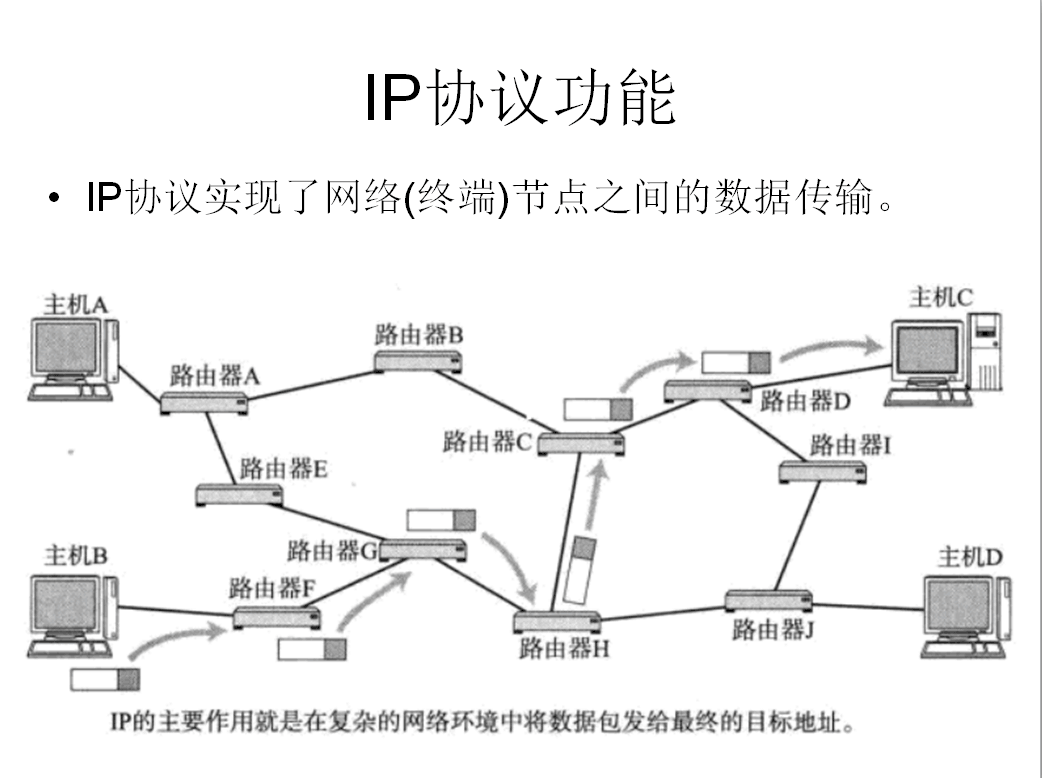 IP协议功能
• IP协议实现了网络(终端)节点之间的数据传输。
主机A
主机C
路由器B
路由器A
路由器D
路由器C
路由器I
路由器E
路由器G
主机B
主机D
路由器F
路由器J
路由器H
IP的主要作用就是在复杂的网络环境中将数据包发给最终的目标地址。